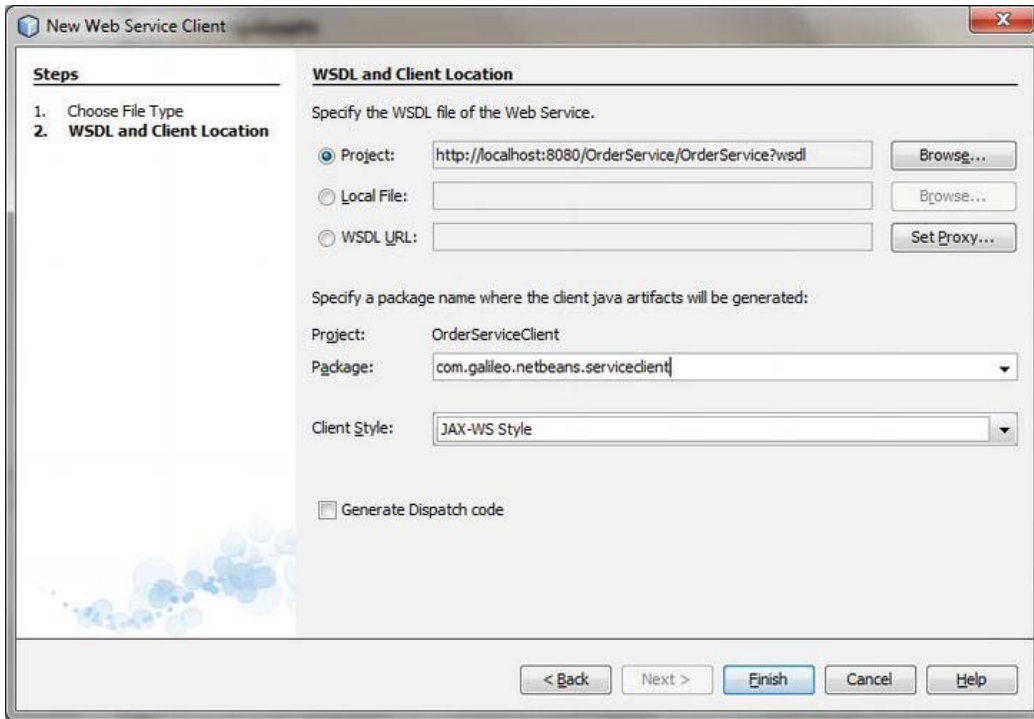 New Web Service Client
Steps
1. Choose File Type
2. WSDL and Client Location
WSDL and Client Location
Specify the WSDL file of the Web Service.
Project: http://localhost:8080/OrderService/OrderService?wsdl Browse...
Local File: Browse...
WSDL URL: Set Proxy...
Specify a package name where the client java artifacts will be generated:
Project: OrderServiceClient
Package: com.galileo.netbeans.serviceclient
Client Style: JAX-WS Style
Generate Dispatch code
< Back Next > Finish Cancel Help